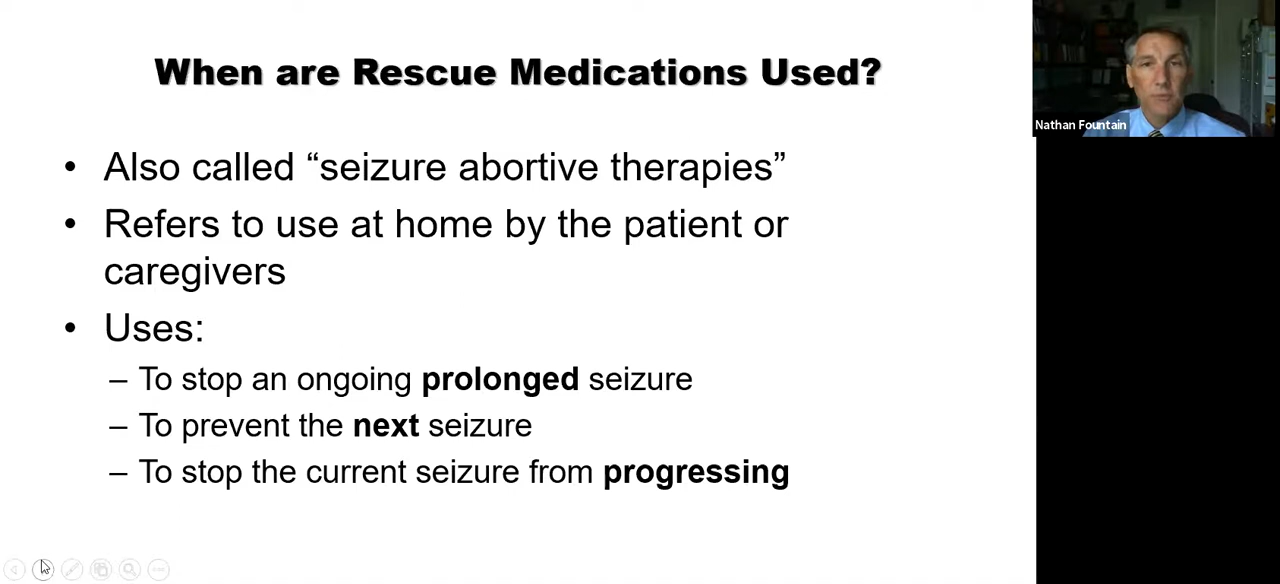 When are Rescue Medications Used?
• Also called “seizure abortive therapies”
• Refers to use at home by the patient or
caregivers
• Uses:
– To stop an ongoing prolonged seizure
– To prevent the next seizure
– To stop the current seizure from progressing
Nathan Fountain